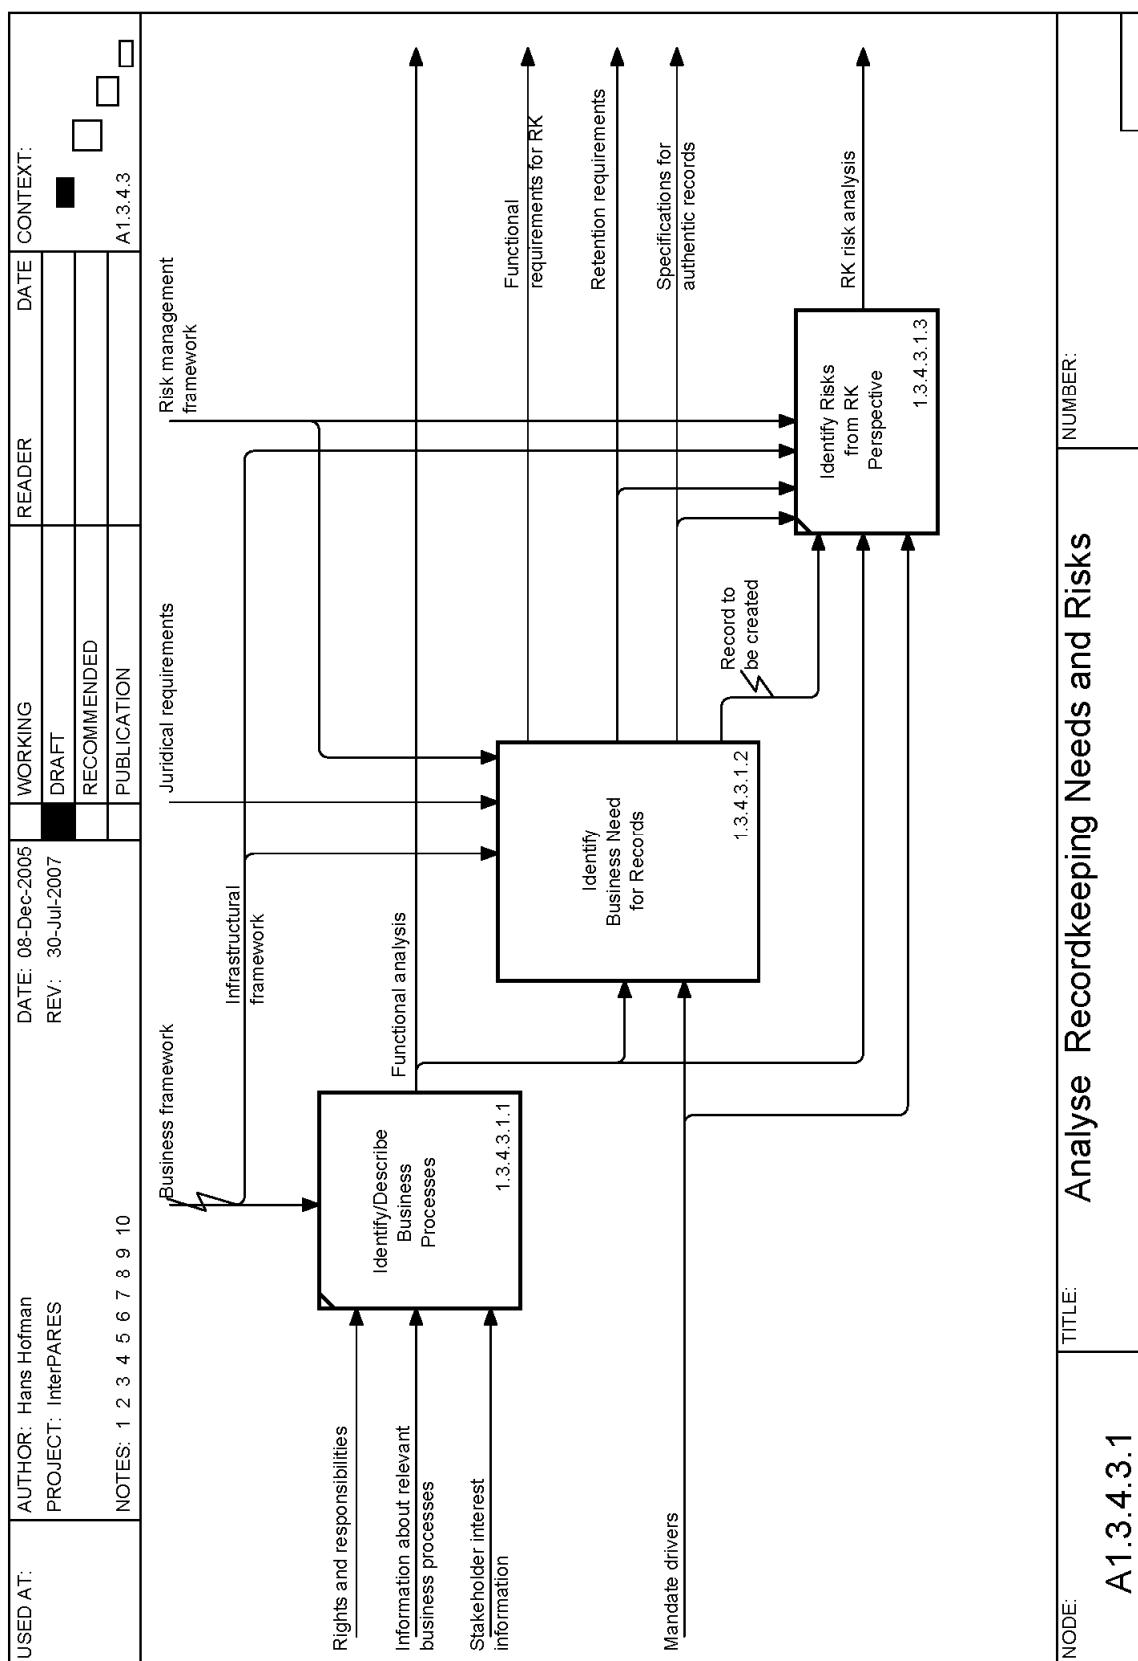 USED AT:
AUTHOR: Hans Hofman
PROJECT: InterPARES
NOTES: 1 2 3 4 5 6 7 8 9 10
DATE: 08-Dec-2005
REV: 30-Jul-2007
WORKING
DRAFT
RECOMMENDED
PUBLICATION
READER
DATE
CONTEXT:
A1.3.4.3
Business framework
Juridical requirements
Risk management
framework
Infrastructural
framework
Rights and responsibilities
Information about relevant
business processes
Stakeholder interest
information
Mandate drivers
Identify/Describe
Business
Processes
1.3.4.3.1.1
Functional analysis
Identify
Business Need
for Records
1.3.4.3.1.2
Functional
requirements for RK
Retention requirements
Specifications for
authentic records
Record to
be created
Identify Risks
from RK
Perspective
1.3.4.3.1.3
RK risk analysis
NODE:
A1.3.4.3.1
TITLE:
Analyse Recordkeeping Needs and Risks
NUMBER: